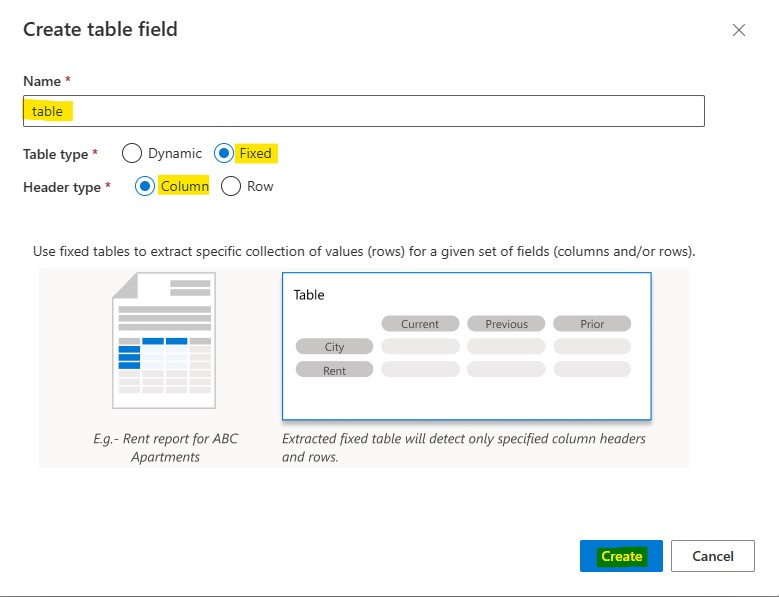 Create table field
Name *
table
Table type * Dynamic Fixed
Header type * Column Row
Use fixed tables to extract specific collection of values (rows) for a given set of fields (columns and/or rows).
Table
Current Previous Prior
City
Rent
E.g.- Rent report for ABC
Apartments
Extracted fixed table will detect only specified column headers
and rows.
Create Cancel